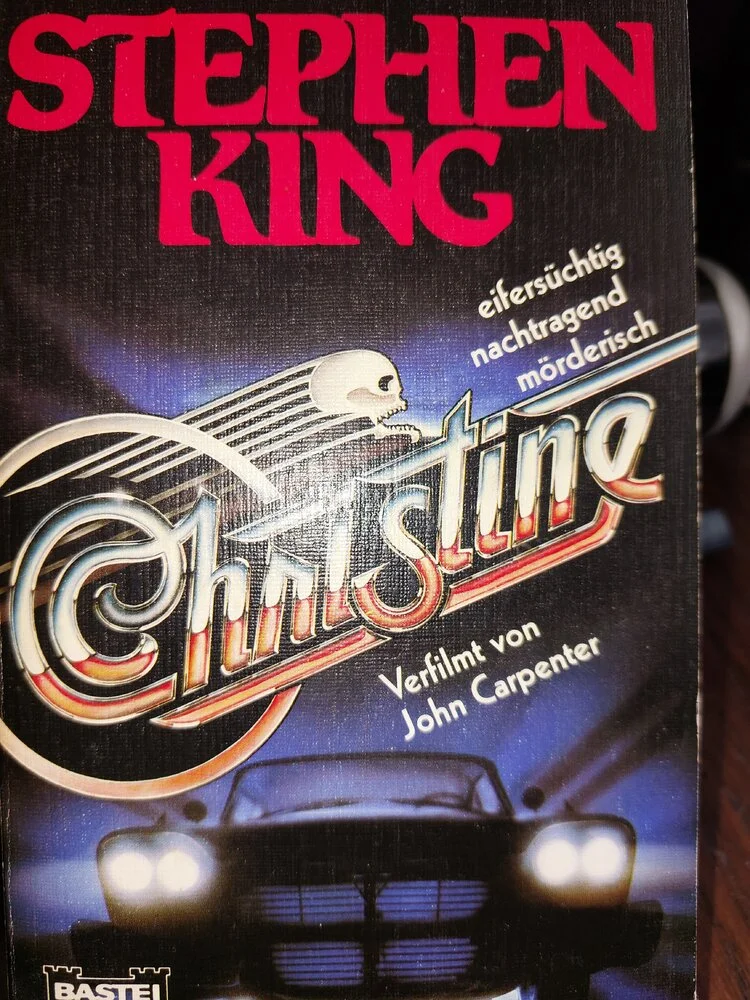 STEPHEN
KING
eifersüchtig
nachtragend
mörderisch
Christine
Verfilmt von
John Carpenter
BASTEI